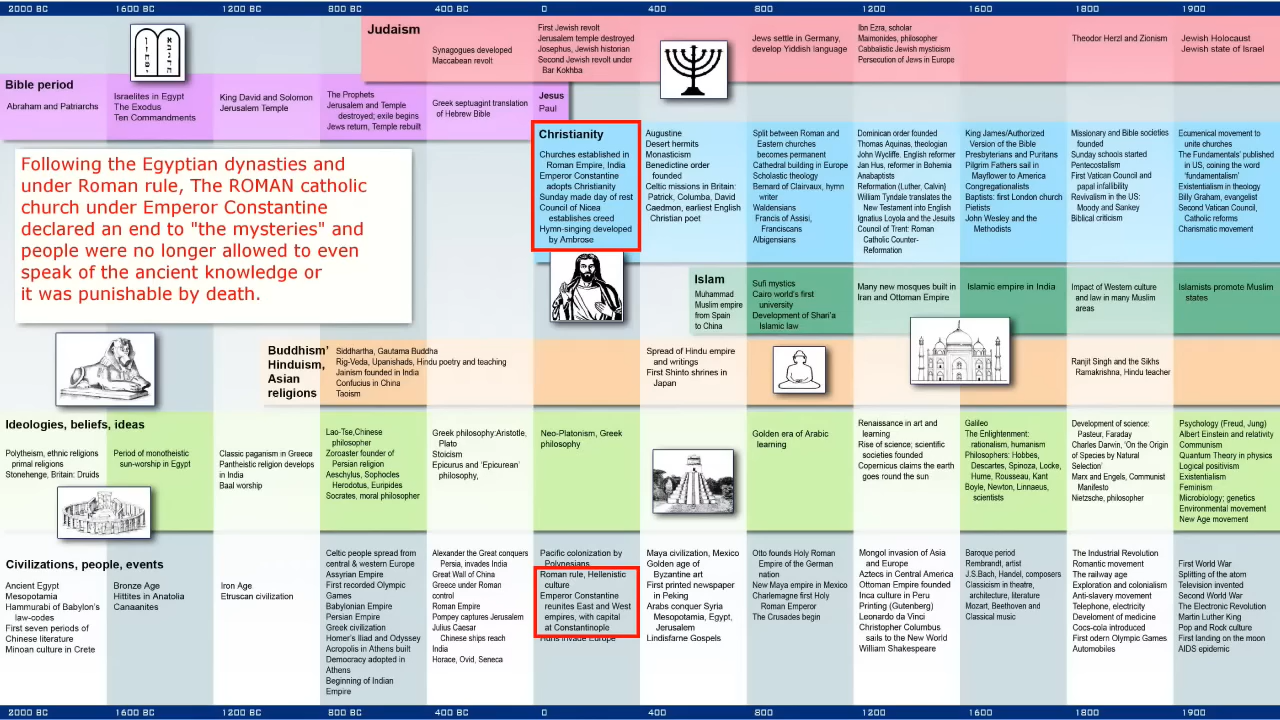 2000 BC 1600 BC 1200 BC 800 BC 400 BC 0 400 800 1200 1600 1800 1900
Judaism
Synagogues developed
Maccabean revolt
First Jewish revolt
Jerusalem temple destroyed
Josephus, Jewish historian
Second Jewish revolt under
Bar Kokhba
Jews settle in Germany,
develop Yiddish language
Ibn Ezra, scholar
Maimonides, philosopher
Cabbalistic Jewish mysticism
Persecution of Jews in Europe
Theodor Herzl and Zionism
Jewish Holocaust
Jewish state of Israel
Bible period
Abraham and Patriarchs
Israelites in Egypt
The Exodus
Ten Commandments
King David and Solomon
Jerusalem Temple
The Prophets
Jerusalem and Temple
destroyed; exile begins
Jews return, Temple rebuilt
Greek septuagint translation
of Hebrew Bible
Jesus
Paul
Following the Egyptian dynasties and
under Roman rule, The ROMAN catholic
church under Emperor Constantine
declared an end to "the mysteries" and
people were no longer allowed to even
speak of the ancient knowledge or
it was punishable by death.
Christianity
Churches established in
Roman Empire, India
Emperor Constantine
adopts Christianity
Sunday made day of rest
Council of Nicea
establishes creed
Hymn-singing developed
by Ambrose
Augustine
Desert hermits
Monasticism
Benedictine order
founded
Celtic missions in Britain:
Patrick, Columba, David
Caedmon, earliest English
Christian poet
Split between Roman and
Eastern churches
becomes permanent
Cathedral building in Europe
Scholastic theology
Bernard of Clairvaux, hymn
writer
Waldensians
Francis of Assisi,
Franciscans
Albigensians
Dominican order founded
Thomas Aquinas, theologian
John Wycliffe. English reformer
Jan Hus, reformer in Bohemia
Anabaptists
Reformation (Luther, Calvin)
William Tyndale translates the
New Testament into English
Ignatius Loyola and the Jesuits
Council of Trent: Roman
Catholic Counter-
Reformation
King James/Authorized
Version of the Bible
Presbyterians and Puritans
Pilgrim Fathers sail in
Mayflower to America
Congregationalists
Baptists: first London church
Pietists
John Wesley and the
Methodists
Missionary and Bible societies
founded
Sunday schools started
Pentecostalism
First Vatican Council and
papal infallibility
Revivalism in the US:
Moody and Sankey
Biblical criticism
Ecumenical movement to
unite churches
The Fundamentals' published
in US, coining the word
'fundamentalism'
Existentialism in theology
Billy Graham, evangelist
Second Vatican Council,
Catholic reforms
Charismatic movement
Islam
Muhammad
Muslim empire
from Spain
to China
Sufi mystics
Cairo world's first
university
Development of Shari'a
Islamic law
Many new mosques built in
Iran and Ottoman Empire
Islamic empire in India
Impact of Western culture
and law in many Muslim
areas
Islamists promote Muslim
states
Buddhism'
Hinduism,
Asian
religions
Siddhartha, Gautama Buddha
Rig-Veda, Upanishads, Hindu poetry and teaching
Jainism founded in India
Confucius in China
Taoism
Spread of Hindu empire
and writings
First Shinto shrines in
Japan
Ranjit Singh and the Sikhs
Ramakrishna, Hindu teacher
Ideologies, beliefs, ideas
Polytheism, ethnic religions
primal religions
Stonehenge, Britain: Druids
Period of monotheistic
sun-worship in Egypt
Classic paganism in Greece
Pantheistic religion develops
in India
Baal worship
Lao-Tse,Chinese
philosopher
Zoroaster founder of
Persian religion
Aeschylus, Sophocles
Herodotus, Euripides
Socrates, moral philosopher
Greek philosophy:Aristotle,
Plato
Stoicism
Epicurus and 'Epicurean'
philosophy,
Neo-Platonism, Greek
philosophy
Golden era of Arabic
learning
Renaissance in art and
learning
Rise of science; scientific
societies founded
Copernicus claims the earth
goes round the sun
Galileo
The Enlightenment:
rationalism, humanism
Philosophers: Hobbes,
Descartes, Spinoza, Locke,
Hume, Rousseau, Kant
Boyle, Newton, Linnaeus,
scientists
Development of science:
Pasteur, Faraday
Charles Darwin, 'On the Origin
of Species by Natural
Selection'
Marx and Engels, Communist
Manifesto
Nietzsche, philosopher
Psychology (Freud, Jung)
Albert Einstein and relativity
Communism
Quantum Theory in physics
Logical positivism
Existentialism
Feminism
Microbiology; genetics
Environmental movement
New Age movement
Civilizations, people, events
Ancient Egypt
Mesopotamia
Hammurabi of Babylon's
law-codes
First seven periods of
Chinese literature
Minoan culture in Crete
Bronze Age
Hittites in Anatolia
Canaanites
Iron Age
Etruscan civilization
Celtic people spread from
central & western Europe
Assyrian Empire
First recorded Olympic
Games
Babylonian Empire
Persian Empire
Greek civilization
Homer's Iliad and Odyssey
Acropolis in Athens built
Democracy adopted in
Athens
Beginning of Indian
Empire
Alexander the Great conquers
Persia, invades India
Great Wall of China
Greece under Roman
control
Roman Empire
Pompey captures Jerusalem
Julius Caesar
Chinese ships reach
India
Horace, Ovid, Seneca
Pacific colonization by
Polynesians
Roman rule, Hellenistic
culture
Emperor Constantine
reunites East and West
empires, with capital
at Constantinople
Huns invade Europe
Maya civilization, Mexico
Golden age of
Byzantine art
First printed newspaper
in Peking
Arabs conquer Syria
Mesopotamia, Egypt,
Jerusalem
Lindisfarne Gospels
Otto founds Holy Roman
Empire of the German
nation
New Maya empire in Mexico
Charlemagne first Holy
Roman Emperor
The Crusades begin
Mongol invasion of Asia
and Europe
Aztecs in Central America
Ottoman Empire founded
Inca culture in Peru
Printing (Gutenberg)
Leonardo da Vinci
Christopher Columbus
sails to the New World
William Shakespeare
Baroque period
Rembrandt, artist
J.S.Bach, Handel, composers
Classicism in theatre,
architecture, literature
Mozart, Beethoven and
Classical music
The Industrial Revolution
Romantic movement
The railway age
Exploration and colonialism
Anti-slavery movement
Telephone, electricity
Develoment of medicine
Coca-cola introduced
First odern Olympic Games
Automobiles
First World War
Splitting of the atom
Television invented
Second World War
The Electronic Revolution
Martin Luther King
Pop and Rock culture
First landing on the moon
AIDS epidemic
2000 BC 1600 BC 1200 BC 800 BC 400 BC 0 400 800 1200 1600 1800 1900